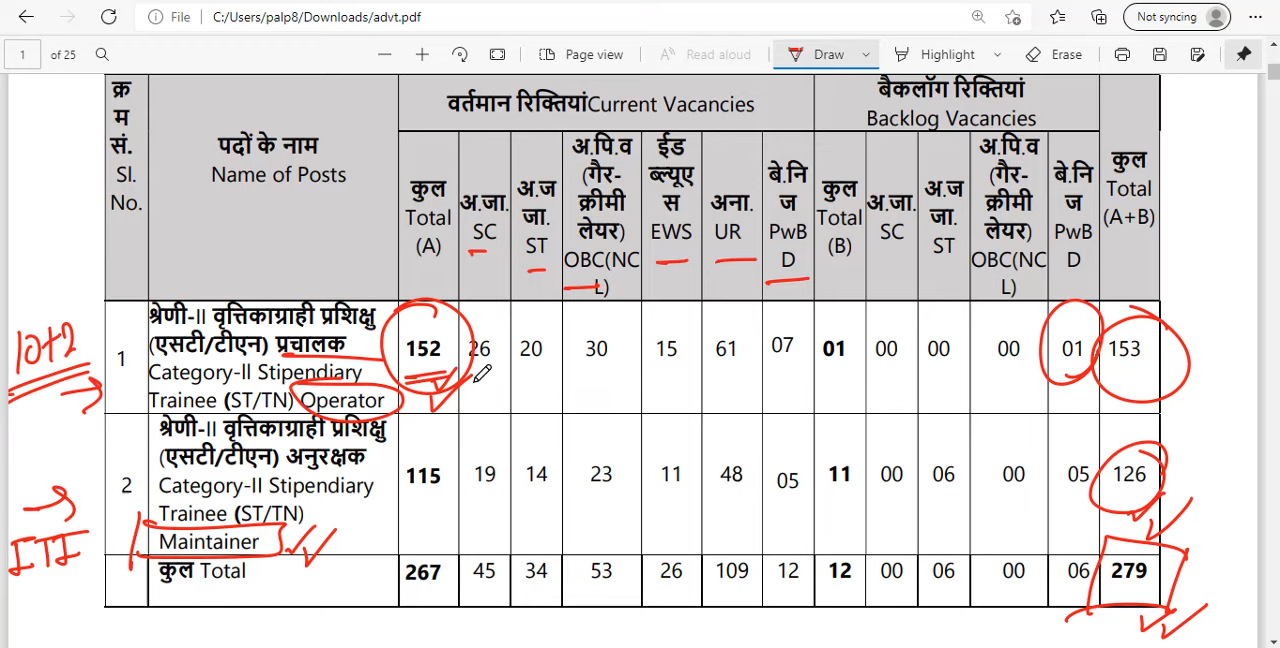 File C:/Users/palp8/Downloads/advt.pdf Not syncing
1 of 25 Page view Read aloud Draw Highlight Erase
क्र
म
सं.
Sl.
No.
पदों के नाम
Name of Posts
वर्तमान रिक्तियांCurrent Vacancies
बैकलॉग रिक्तियां
Backlog Vacancies
कुल
Total
(A+B)
कुल
Total
(A)
अ.जा.
SC
अ.ज
जा.
ST
अ.पि.व
(गैर-
क्रीमी
लेयर)
OBC(NC
L)
ईड
ब्ल्यूए
स
EWS
अना.
UR
बे.नि
ज
PwB
D
कुल
Total
(B)
अ.जा.
SC
अ.ज
जा.
ST
अ.पि.व
(गैर-
क्रीमी
लेयर)
OBC(NC
L)
बे.नि
ज
PwB
D
10+2
1
श्रेणी-II वृत्तिकाग्राही प्रशिक्षु
(एसटी/टीएन) प्रचालक
Category-II Stipendiary
Trainee (ST/TN) Operator
152 26 20 30 15 61 07 01 00 00 00 01 153
ITI
2
श्रेणी-II वृत्तिकाग्राही प्रशिक्षु
(एसटी/टीएन) अनुरक्षक
Category-II Stipendiary
Trainee (ST/TN)
Maintainer
115 19 14 23 11 48 05 11 00 06 00 05 126
कुल Total 267 45 34 53 26 109 12 12 00 06 00 06 279